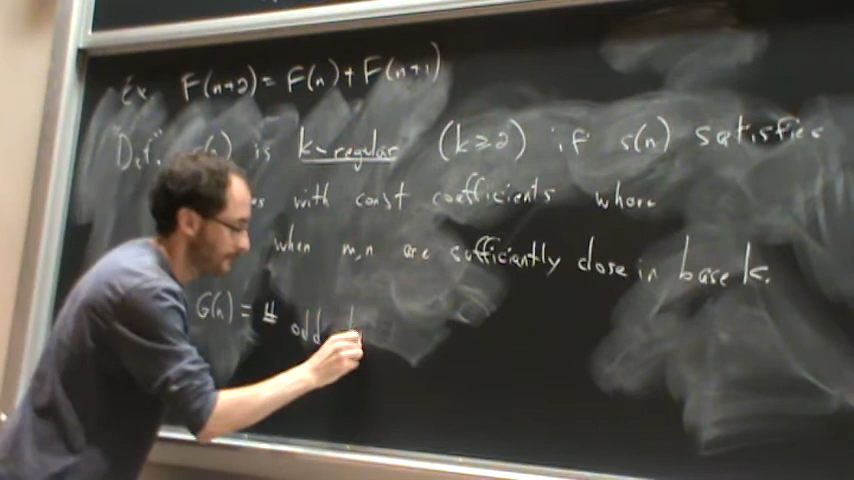 Ex. F(n+2) = F(n) + F(n+1)
"Def." s(n) is k-regular (k≥2) if s(n) satisfies
with const coefficients where
when m,n are sufficiently close in base k.
G(n) = # odd